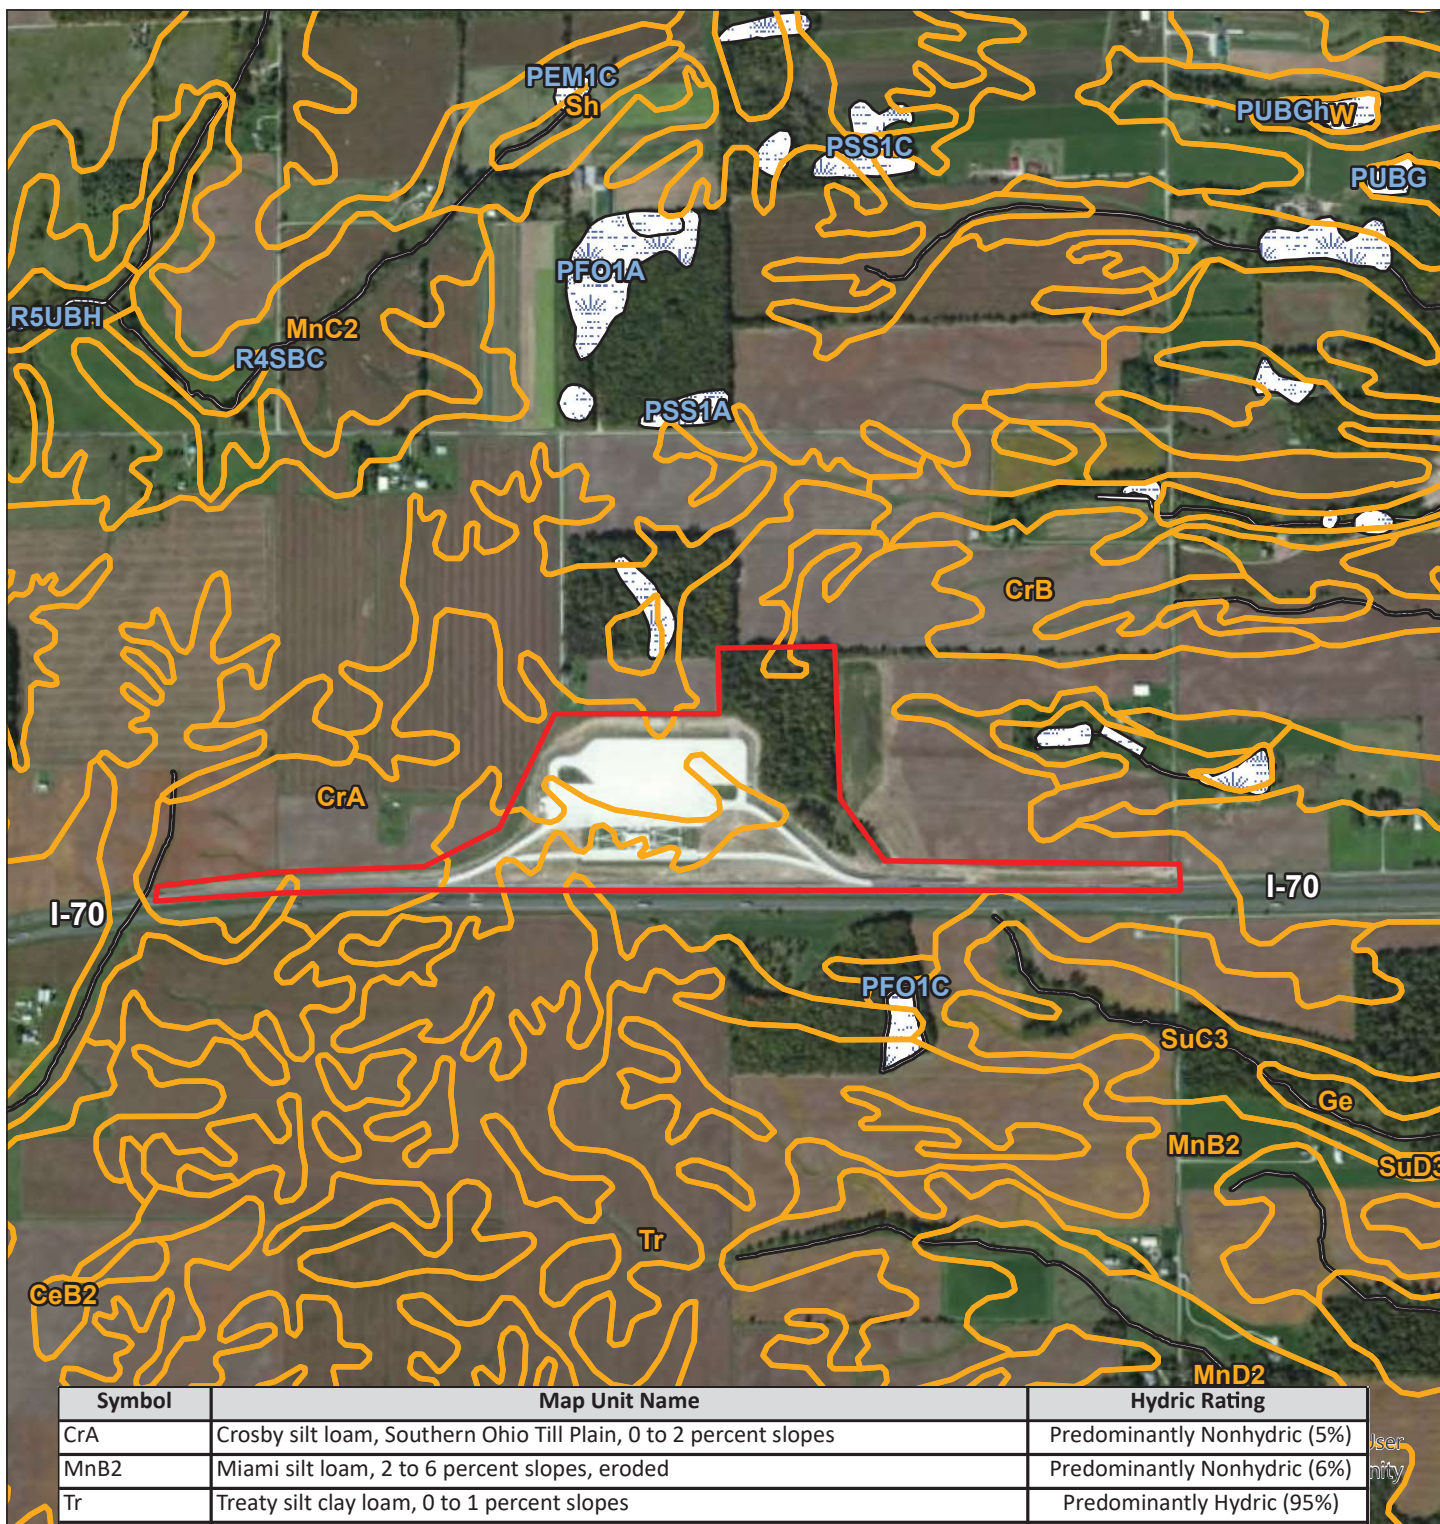 PEM1C
Sh
PUBGh W
PSS1C
PUBG
PFO1A
R5UBH
MnC2
R4SBC
PSS1A
CrB
CrA
I-70
I-70
PFO1C
SuC3
Ge
MnB2
SuD3
Tr
CeB2
MnD2
Symbol Map Unit Name Hydric Rating
CrA Crosby silt loam, Southern Ohio Till Plain, 0 to 2 percent slopes Predominantly Nonhydric (5%)
MnB2 Miami silt loam, 2 to 6 percent slopes, eroded Predominantly Nonhydric (6%)
Tr Treaty silt clay loam, 0 to 1 percent slopes Predominantly Hydric (95%)